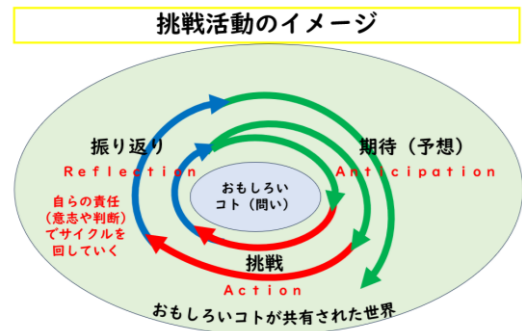 挑戦活動のイメージ
振り返り
Reflection
期待（予想）
Anticipation
おもしろい
コト（問い）
自らの責任
（意志や判断）
でサイクルを
回していく
挑戦
Action
おもしろいコトが共有された世界